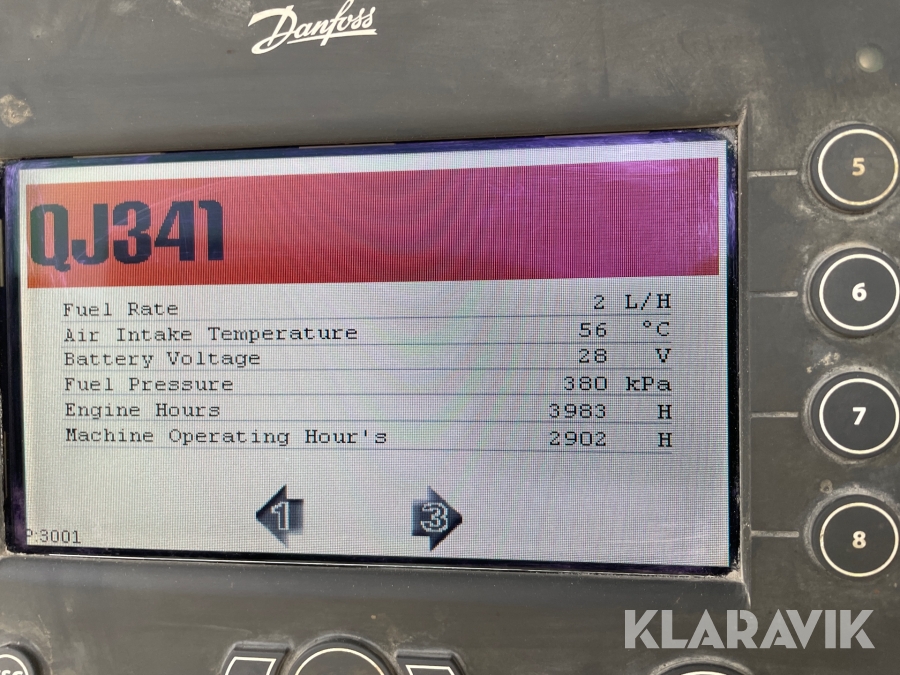 Danfoss
QJ341
Fuel Rate 2 L/H
Air Intake Temperature 56 °C
Battery Voltage 28 V
Fuel Pressure 380 kPa
Engine Hours 3983 H
Machine Operating Hour's 2902 H
1 3
P:3001
5
6
7
8
KLARAVIK